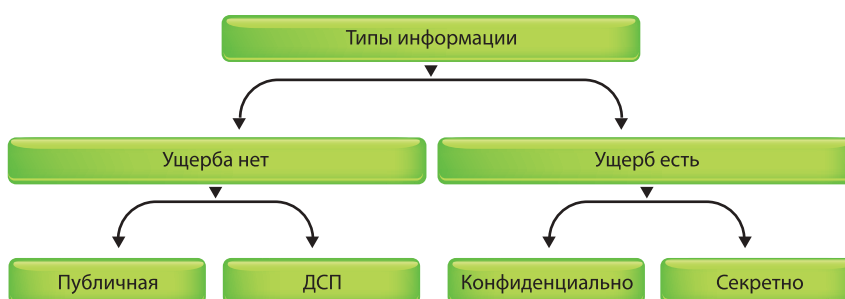 Типы информации
Ущерба нет
Ущерб есть
Публичная
ДСП
Конфиденциально
Секретно